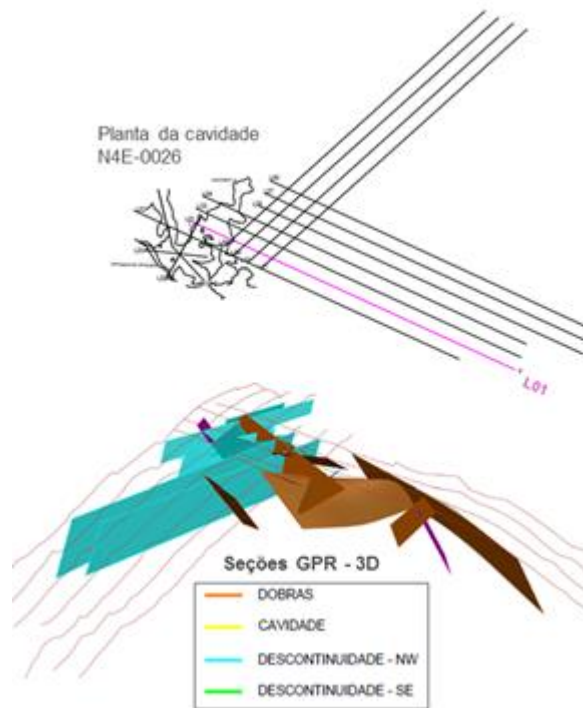 Planta da cavidade
N4E-0026
L01
Seções GPR - 3D
DOBRAS
CAVIDADE
DESCONTINUIDADE - NW
DESCONTINUIDADE - SE